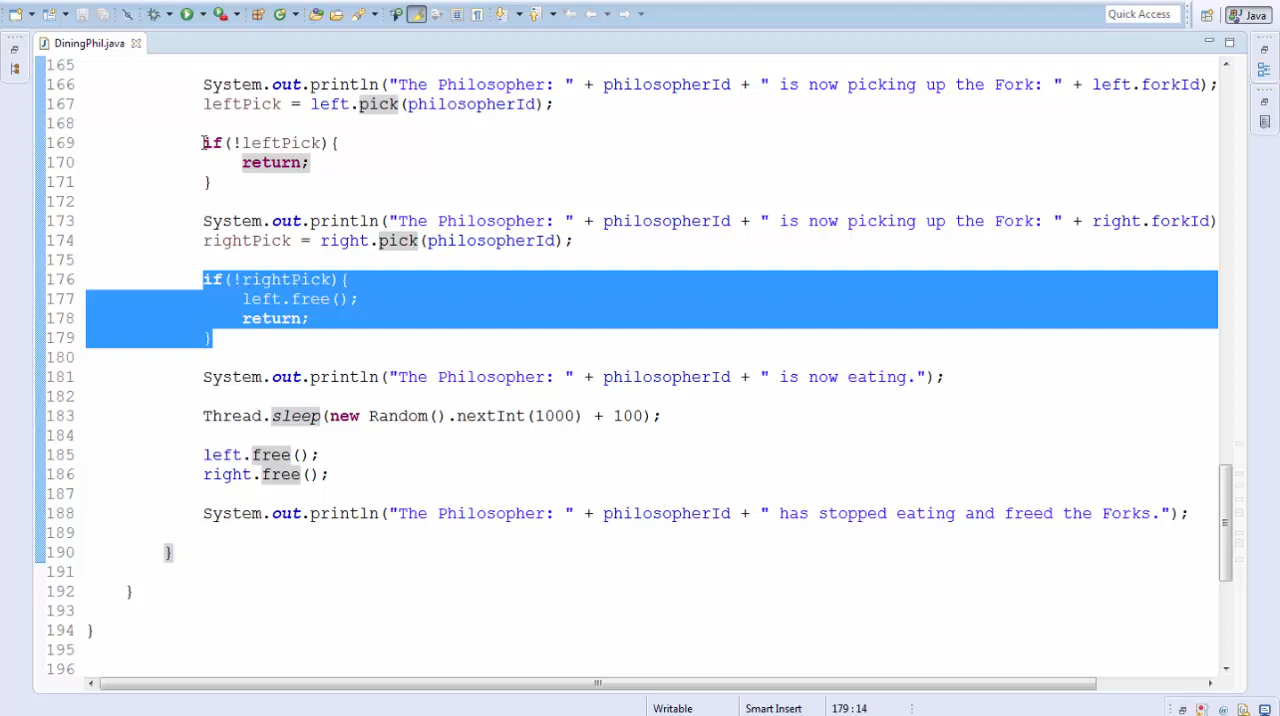 Quick Access
Java
DiningPhil.java
165
166 System.out.println("The Philosopher: " + philosopherId + " is now picking up the Fork: " + left.forkId);
167 leftPick = left.pick(philosopherId);
168
169 if(!leftPick){
170 return;
171 }
172
173 System.out.println("The Philosopher: " + philosopherId + " is now picking up the Fork: " + right.forkId)
174 rightPick = right.pick(philosopherId);
175
176 if(!rightPick){
177 left.free();
178 return;
179 }
180
181 System.out.println("The Philosopher: " + philosopherId + " is now eating.");
182
183 Thread.sleep(new Random().nextInt(1000) + 100);
184
185 left.free();
186 right.free();
187
188 System.out.println("The Philosopher: " + philosopherId + " has stopped eating and freed the Forks.");
189
190 }
191
192 }
193
194 }
195
196
Writable Smart Insert 179:14